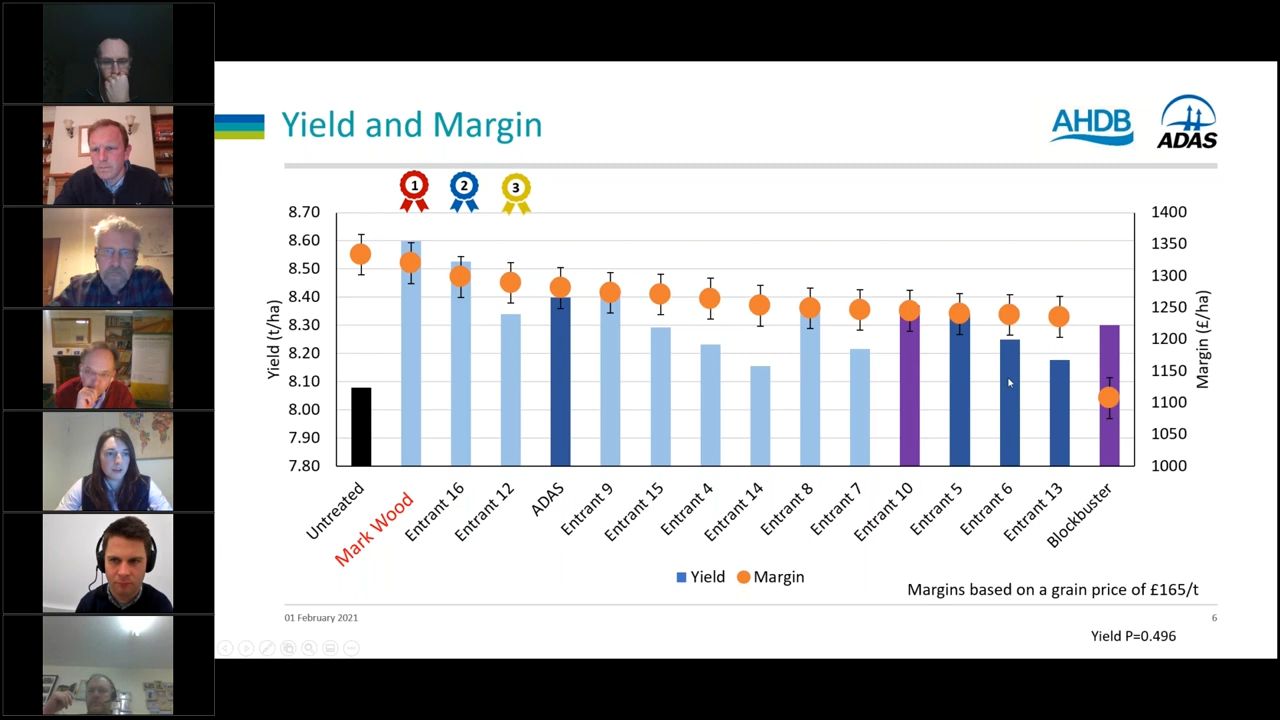 Yield and Margin
AHDB
ADAS
1
2
3
8.70
8.60
8.50
8.40
8.30
8.20
8.10
8.00
7.90
7.80
Yield (t/ha)
1400
1350
1300
1250
1200
1150
1100
1050
1000
Margin (£/ha)
Untreated
Mark Wood
Entrant 16
Entrant 12
ADAS
Entrant 9
Entrant 15
Entrant 4
Entrant 14
Entrant 8
Entrant 7
Entrant 10
Entrant 5
Entrant 6
Entrant 13
Blockbuster
Yield
Margin
Margins based on a grain price of £165/t
01 February 2021
6
Yield P=0.496